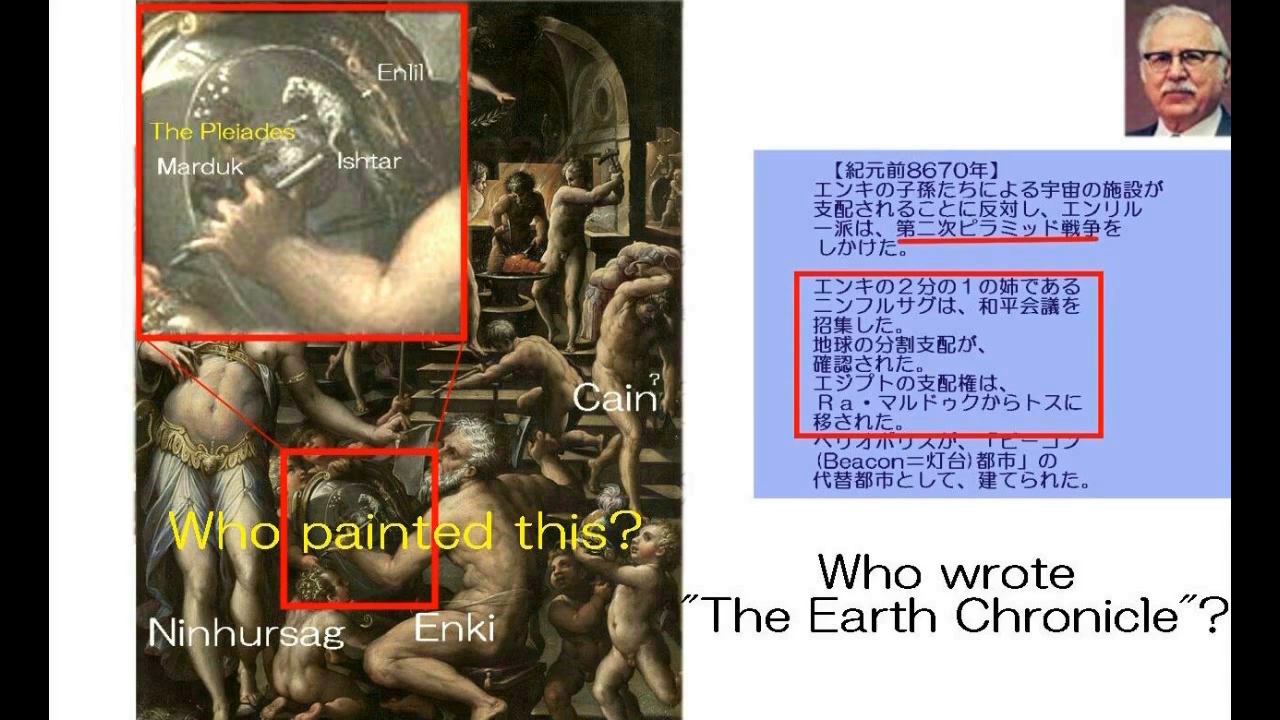 Enlil
The Pleiades
Marduk
Ishtar
Cain?
Who painted this?
Ninhursag
Enki
【紀元前8670年】
エンキの子孫たちによる宇宙の施設が
支配されることに反対し、エンリル
一派は、第二次ピラミッド戦争を
しかけた。
エンキの２分の１の姉である
ニンフルサグは、和平会議を
招集した。
地球の分割支配が、
確認された。
エジプトの支配権は、
Ｒａ・マルドゥクからトスに
移された。
ヘリオポリスが、「ビーコン
(Beacon=灯台)都市」の
代替都市として、建てられた。
Who wrote
"The Earth Chronicle"?